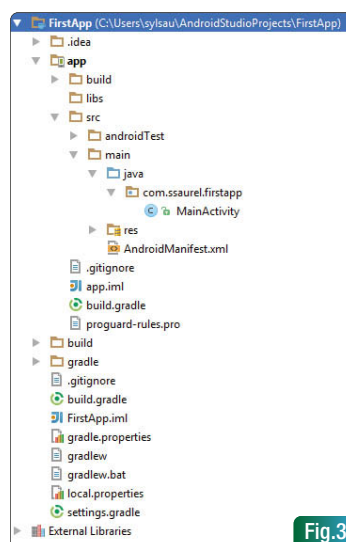 FirstApp (C:\Users\sylsau\AndroidStudioProjects\FirstApp)
.idea
app
build
libs
src
androidTest
main
java
com.ssaurel.firstapp
C MainActivity
res
AndroidManifest.xml
.gitignore
app.iml
build.gradle
proguard-rules.pro
build
gradle
.gitignore
build.gradle
FirstApp.iml
gradle.properties
gradlew
gradlew.bat
local.properties
settings.gradle
External Libraries
Fig.3